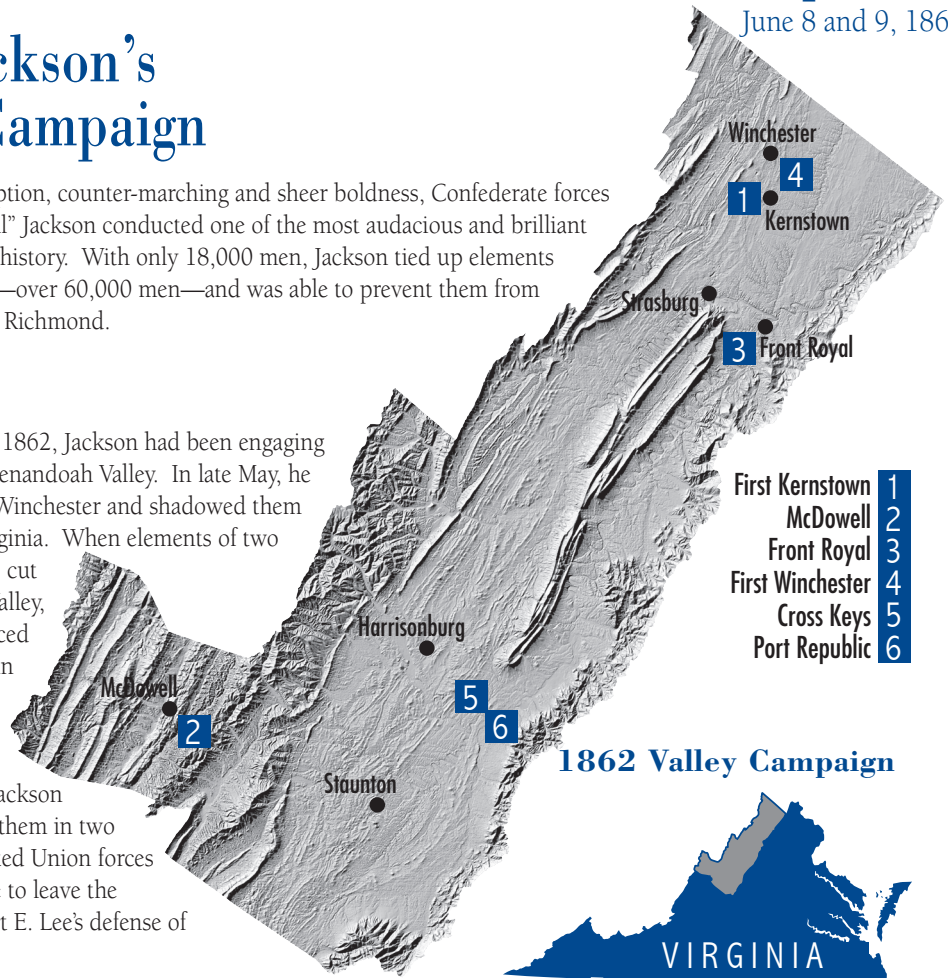 June 8 and 9, 186
ckson's
Campaign
ption, counter-marching and sheer boldness, Confederate forces
ll” Jackson conducted one of the most audacious and brilliant
history. With only 18,000 men, Jackson tied up elements
—over 60,000 men—and was able to prevent them from
Richmond.
1862, Jackson had been engaging
enandoah Valley. In late May, he
Winchester and shadowed them
ginia. When elements of two
cut
alley,
ced
n
ackson
them in two
ed Union forces
e to leave the
t E. Lee's defense of
Winchester
4
1
Kernstown
Strasburg
3 Front Royal
First Kernstown 1
McDowell 2
Front Royal 3
First Winchester 4
Cross Keys 5
Port Republic 6
Harrisonburg
McDowell
2
5
6
Staunton
1862 Valley Campaign
VIRGINIA